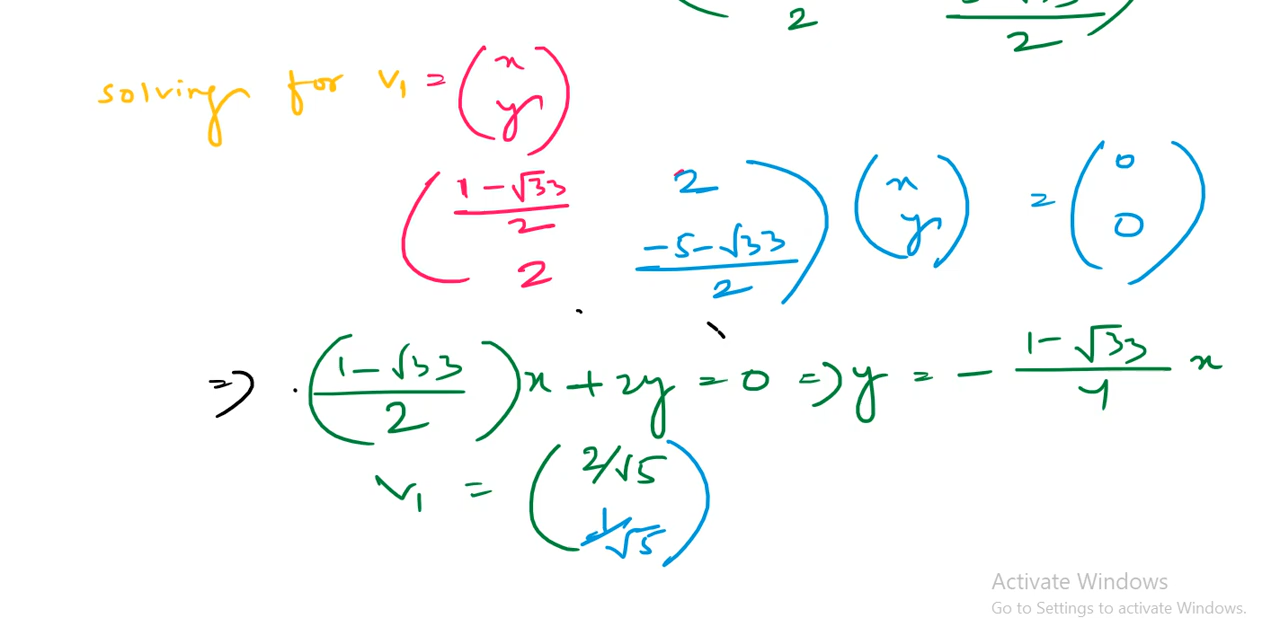 2 2
solving for v₁ = (x y)
(1-√33/2 2 2 -5-√33/2) (x y) = (0 0)
=> (1-√33/2)x + 2y = 0 => y = - 1-√33/4 x
v₁ = (2/√5 1/√5)
Activate Windows
Go to Settings to activate Windows.